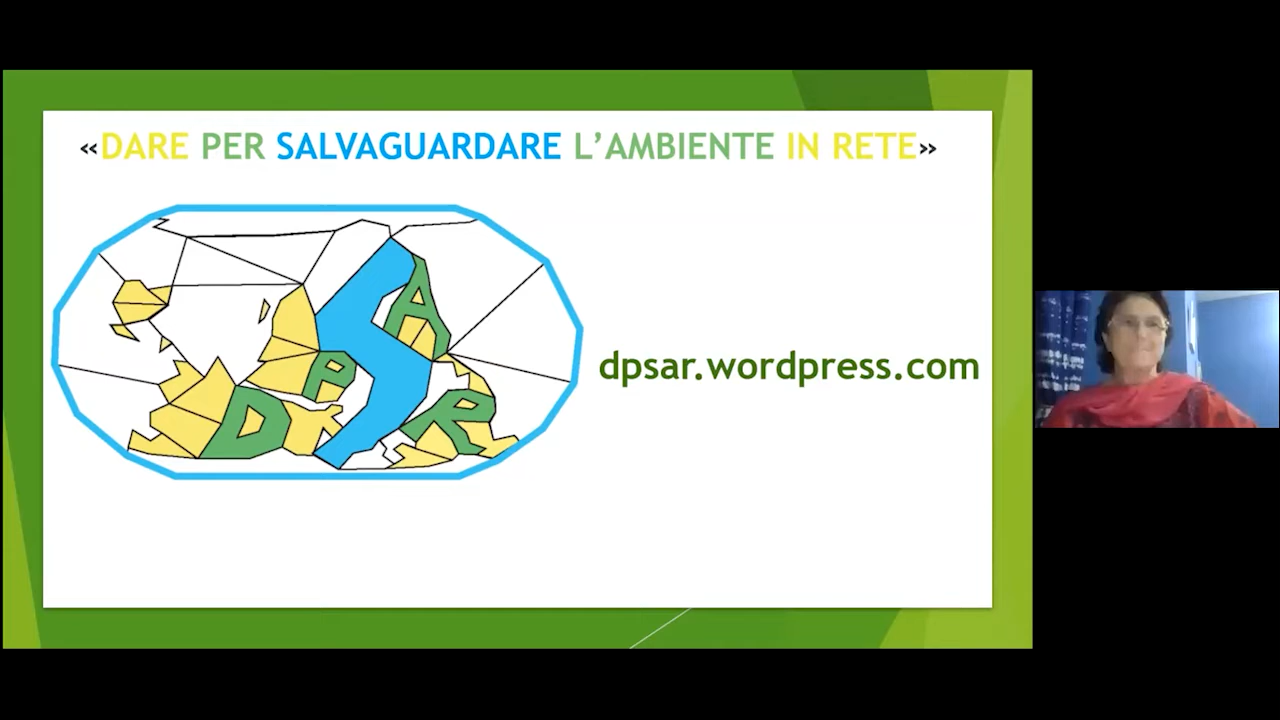 «DARE PER SALVAGUARDARE L’AMBIENTE IN RETE»
D P S A R
dpsar.wordpress.com